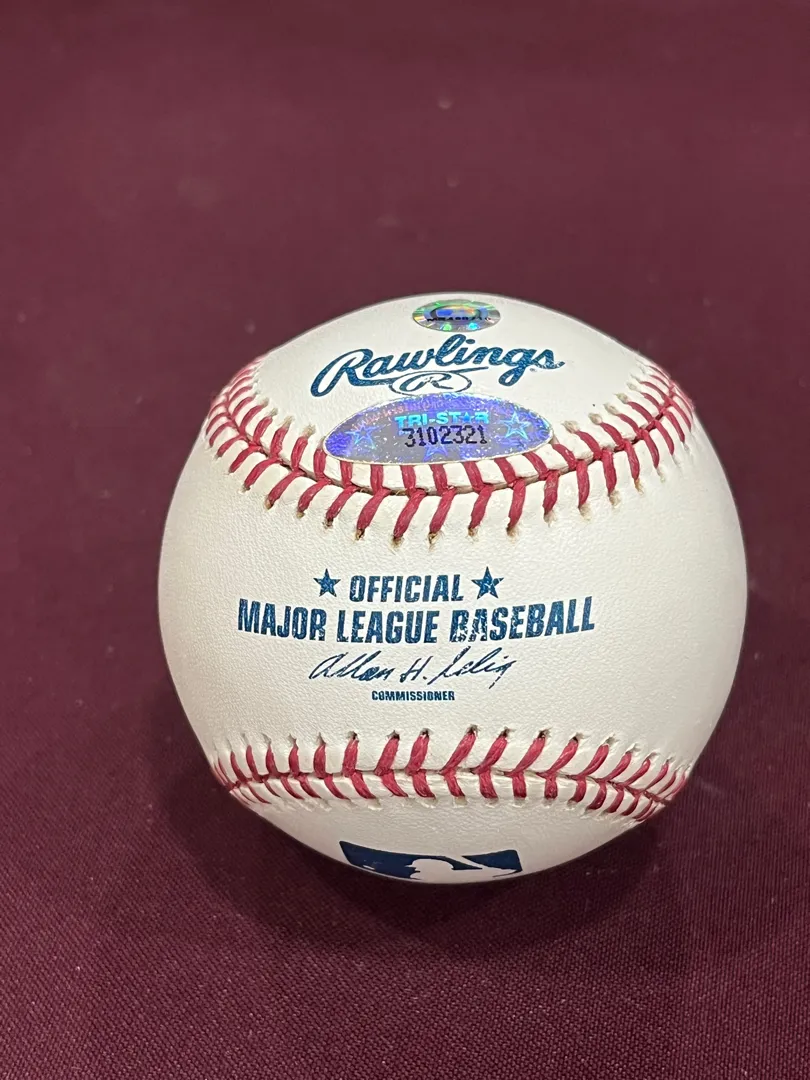 Rawlings
R
TRI-STAR
3102321
★ OFFICIAL ★
MAJOR LEAGUE BASEBALL
Allan H. Selig
COMMISSIONER